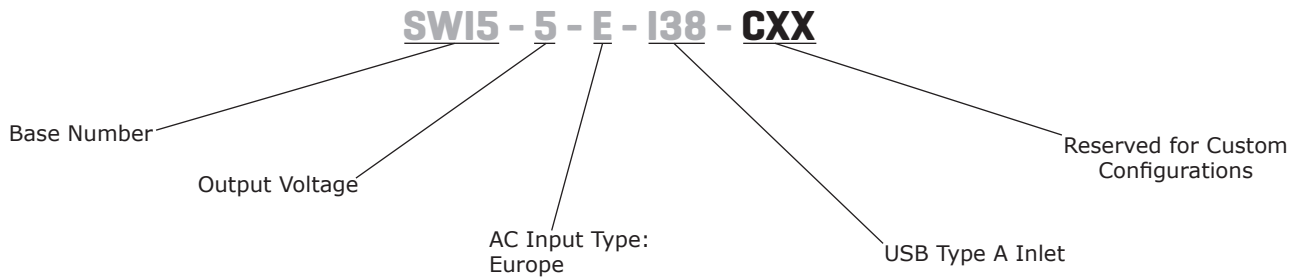 SWI5 - 5 - E - I38 - CXX
Base Number
Output Voltage
AC Input Type:
Europe
USB Type A Inlet
Reserved for Custom
Configurations